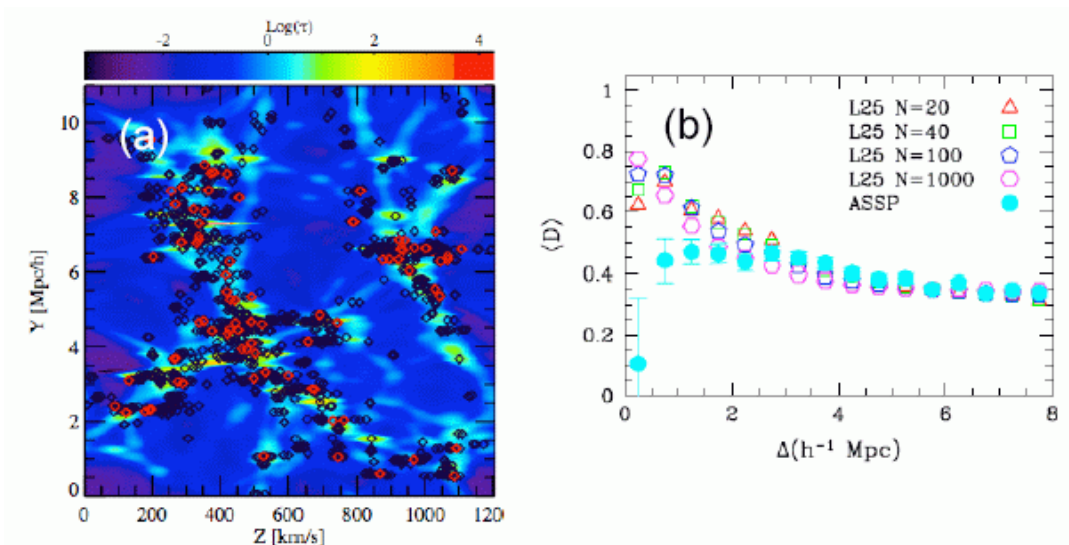 Log(τ)
-2 0 2 4
(a)
10
8
6
4
2
0
Y [Mpc/h]
0 200 400 600 800 1000 1200
Z [km/s]
(b)
L25 N=20
L25 N=40
L25 N=100
L25 N=1000
ASSP
1
0.8
0.6
0.4
0.2
0
⟨D⟩
0 2 4 6 8
Δ(h⁻¹ Mpc)